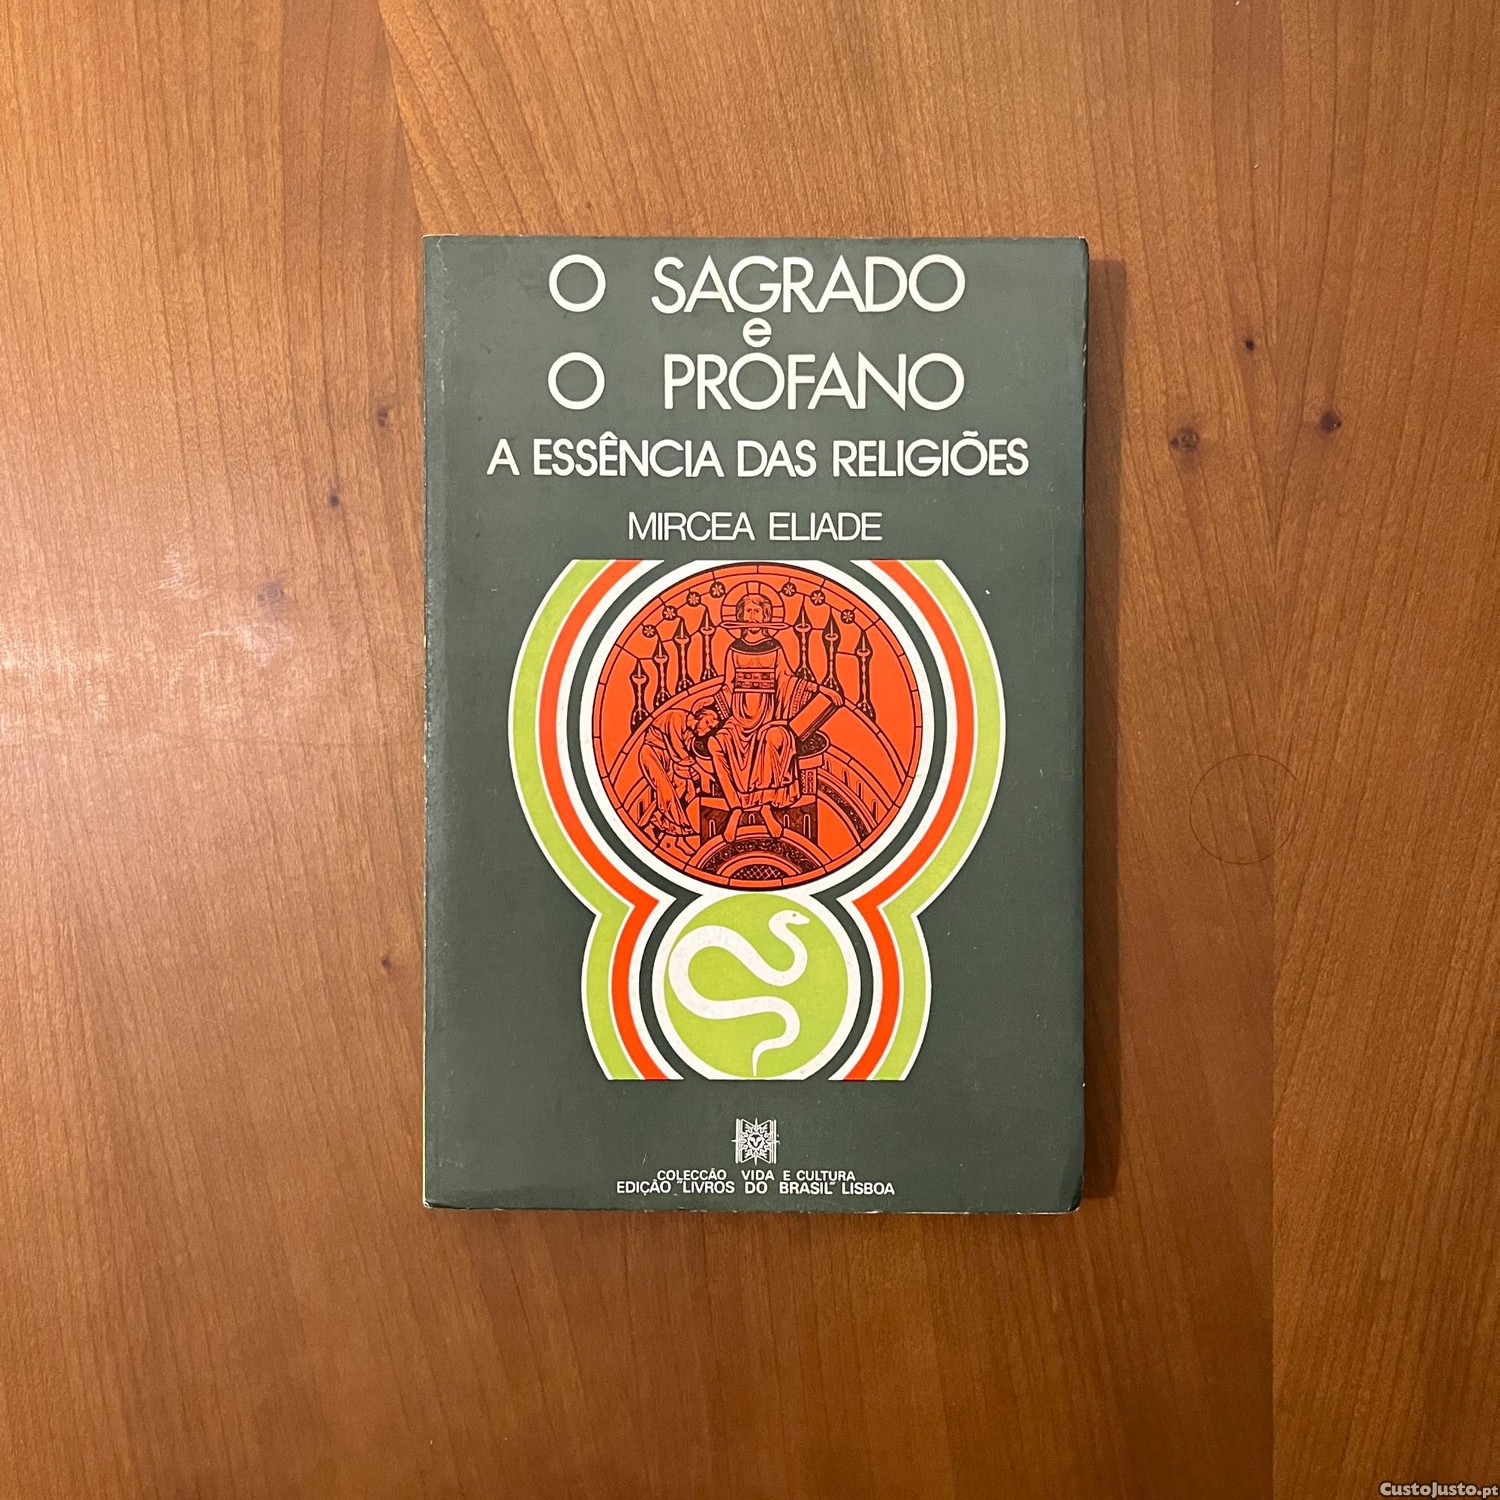 O SAGRADO
e
O PROFANO
A ESSÊNCIA DAS RELIGIÕES
MIRCEA ELIADE
COLECÇÃO VIDA E CULTURA
EDIÇÃO "LIVROS DO BRASIL" LISBOA
CustoJusto.pt